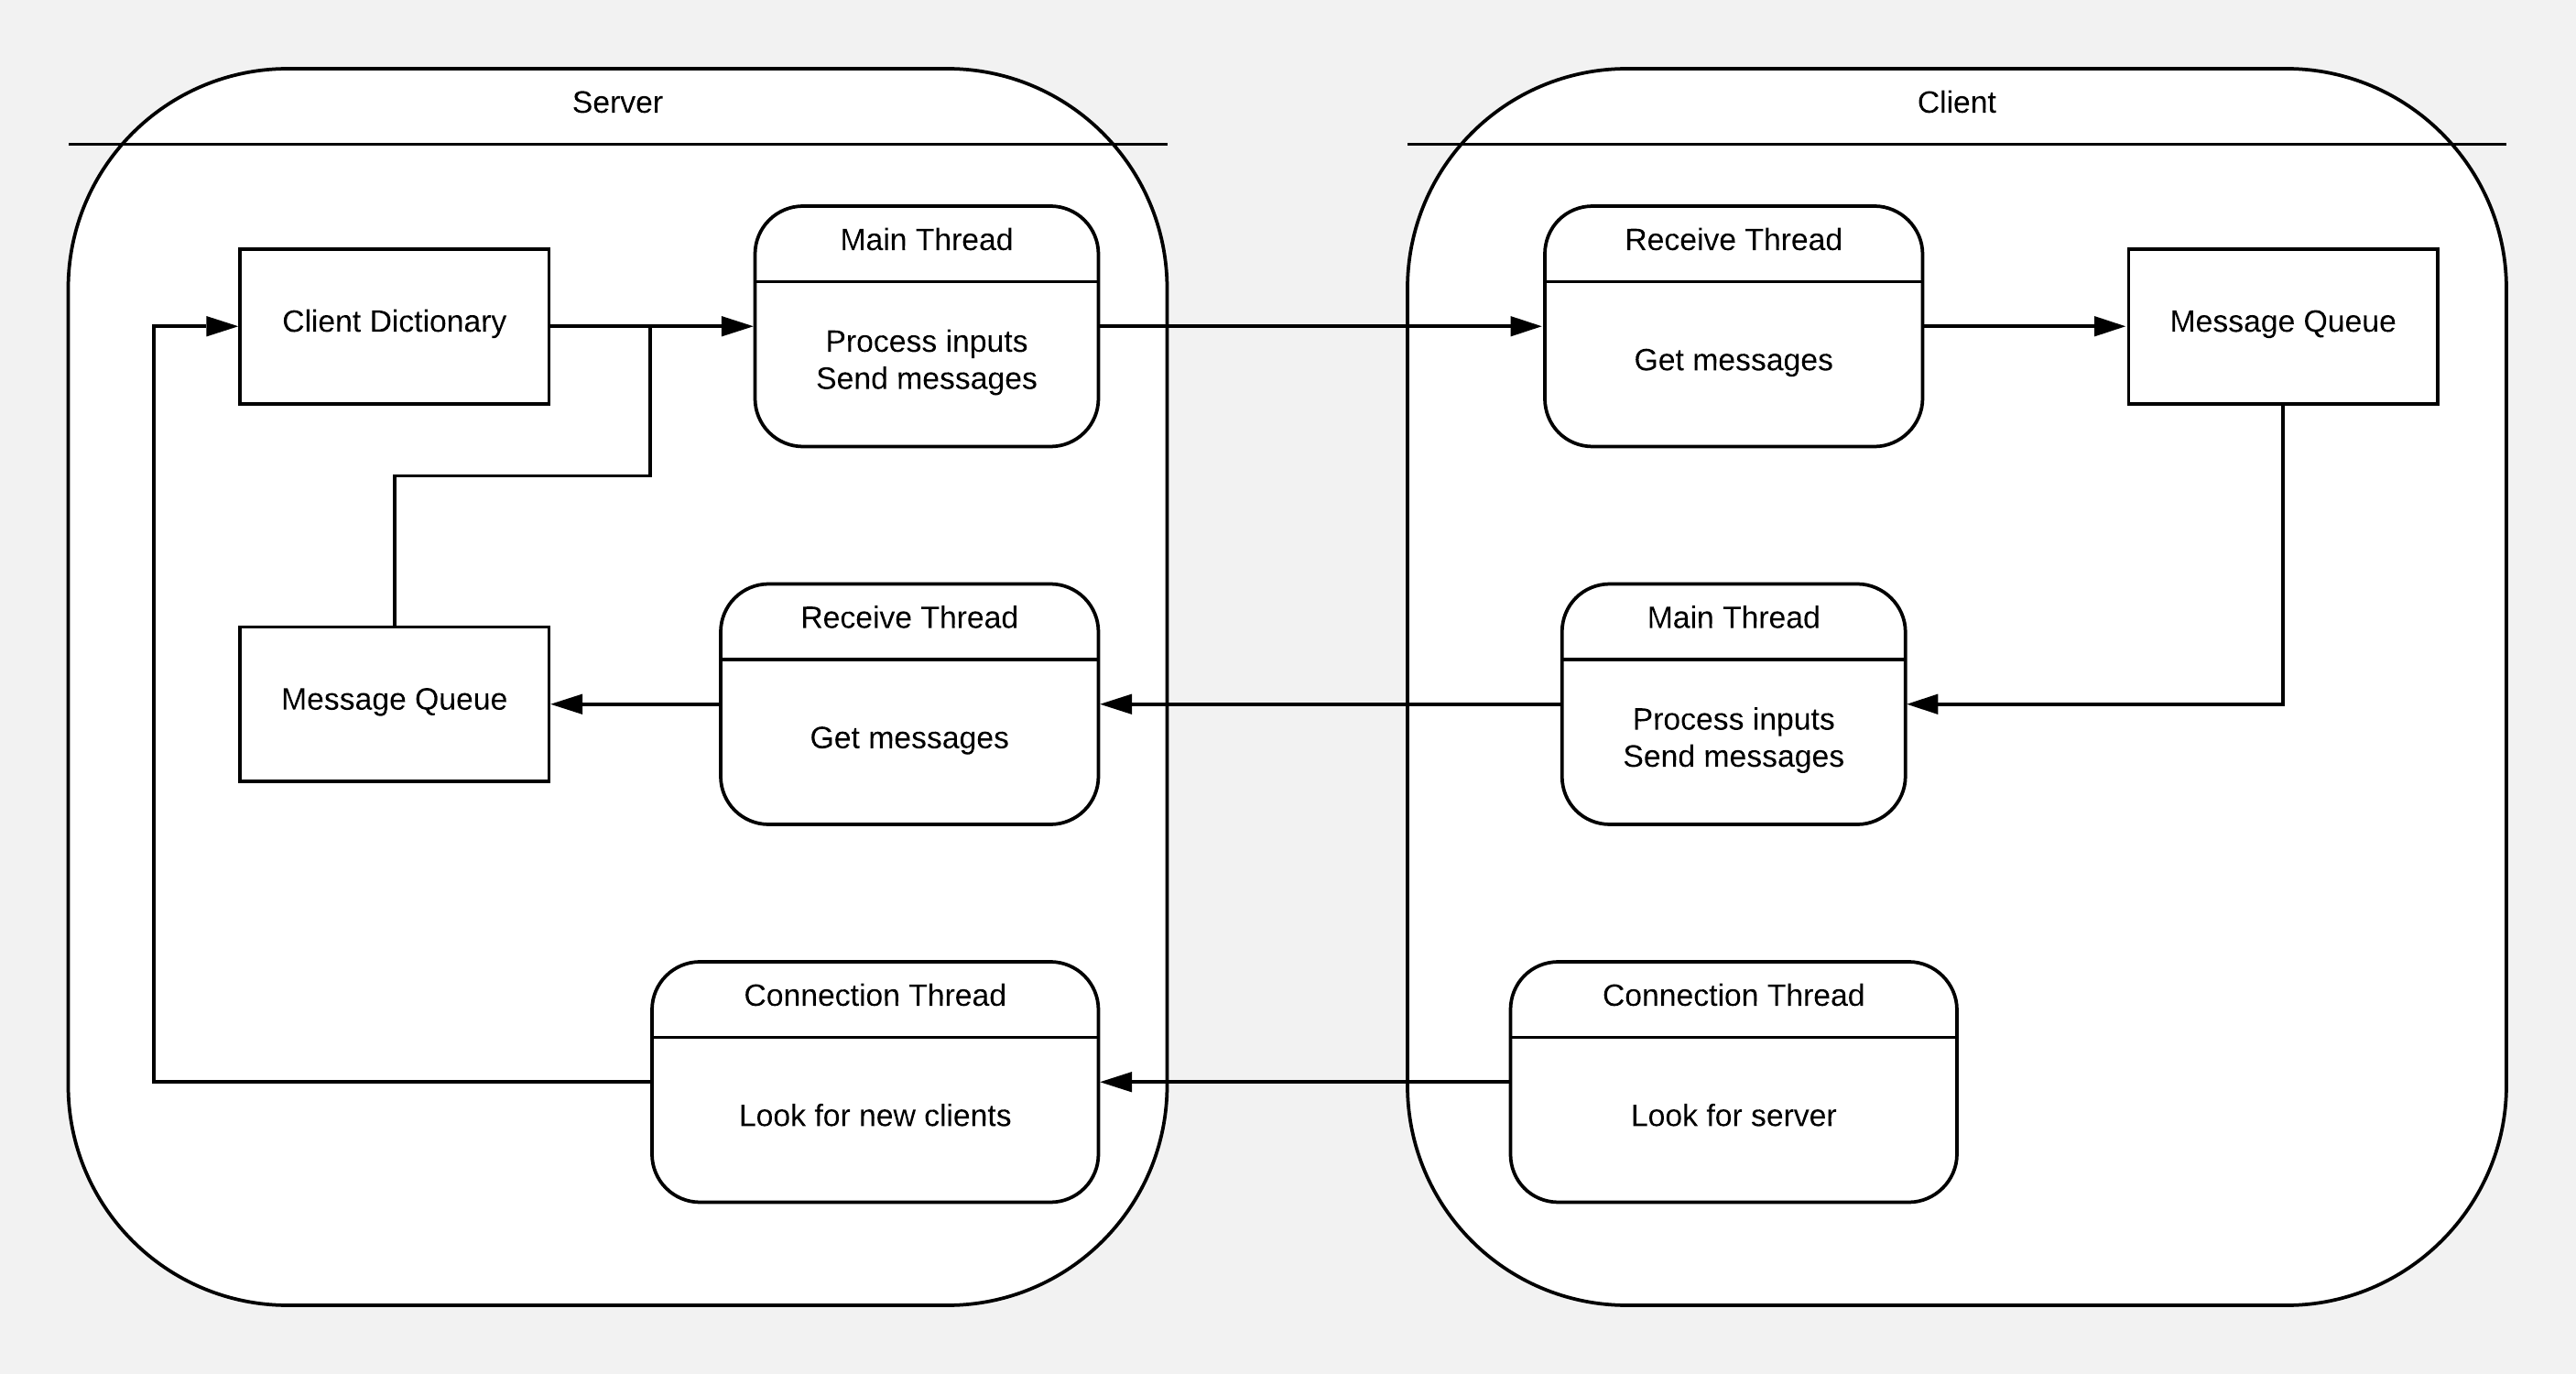 Server
Client Dictionary
Main Thread
Process inputs
Send messages
Message Queue
Receive Thread
Get messages
Connection Thread
Look for new clients
Client
Receive Thread
Get messages
Message Queue
Main Thread
Process inputs
Send messages
Connection Thread
Look for server